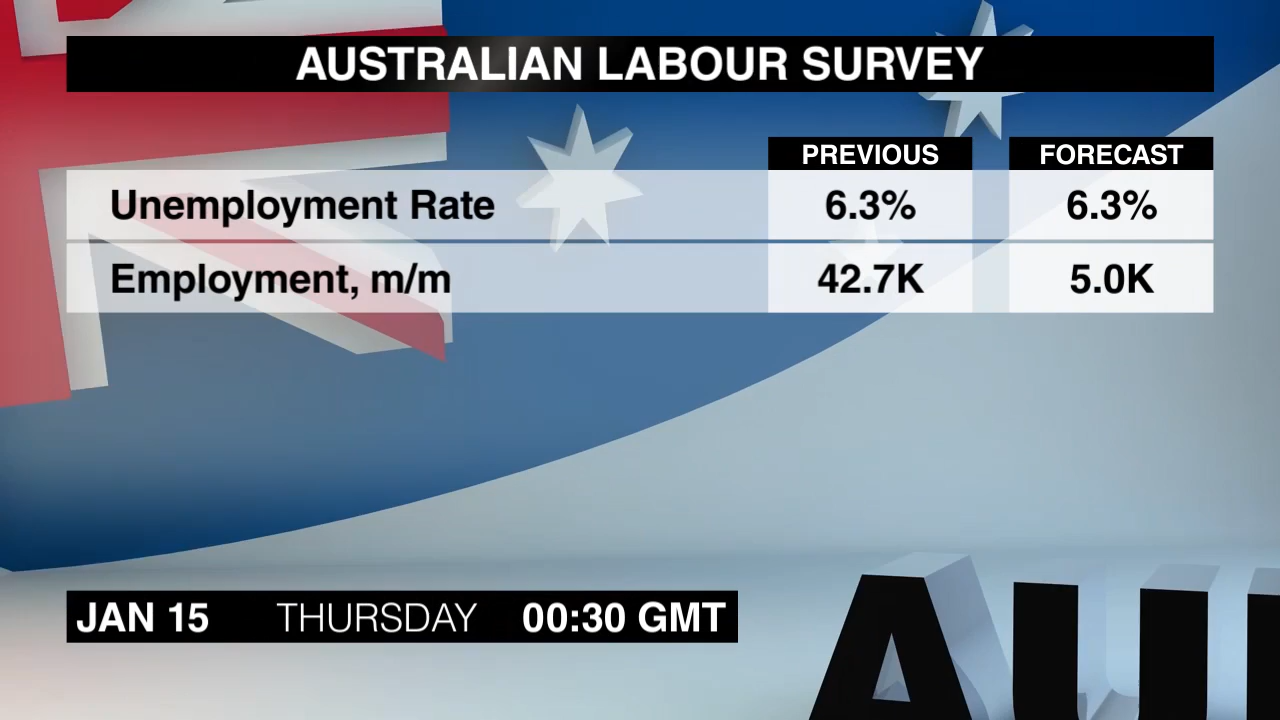 AUSTRALIAN LABOUR SURVEY
PREVIOUS FORECAST
Unemployment Rate 6.3% 6.3%
Employment, m/m 42.7K 5.0K
JAN 15 THURSDAY 00:30 GMT
AU